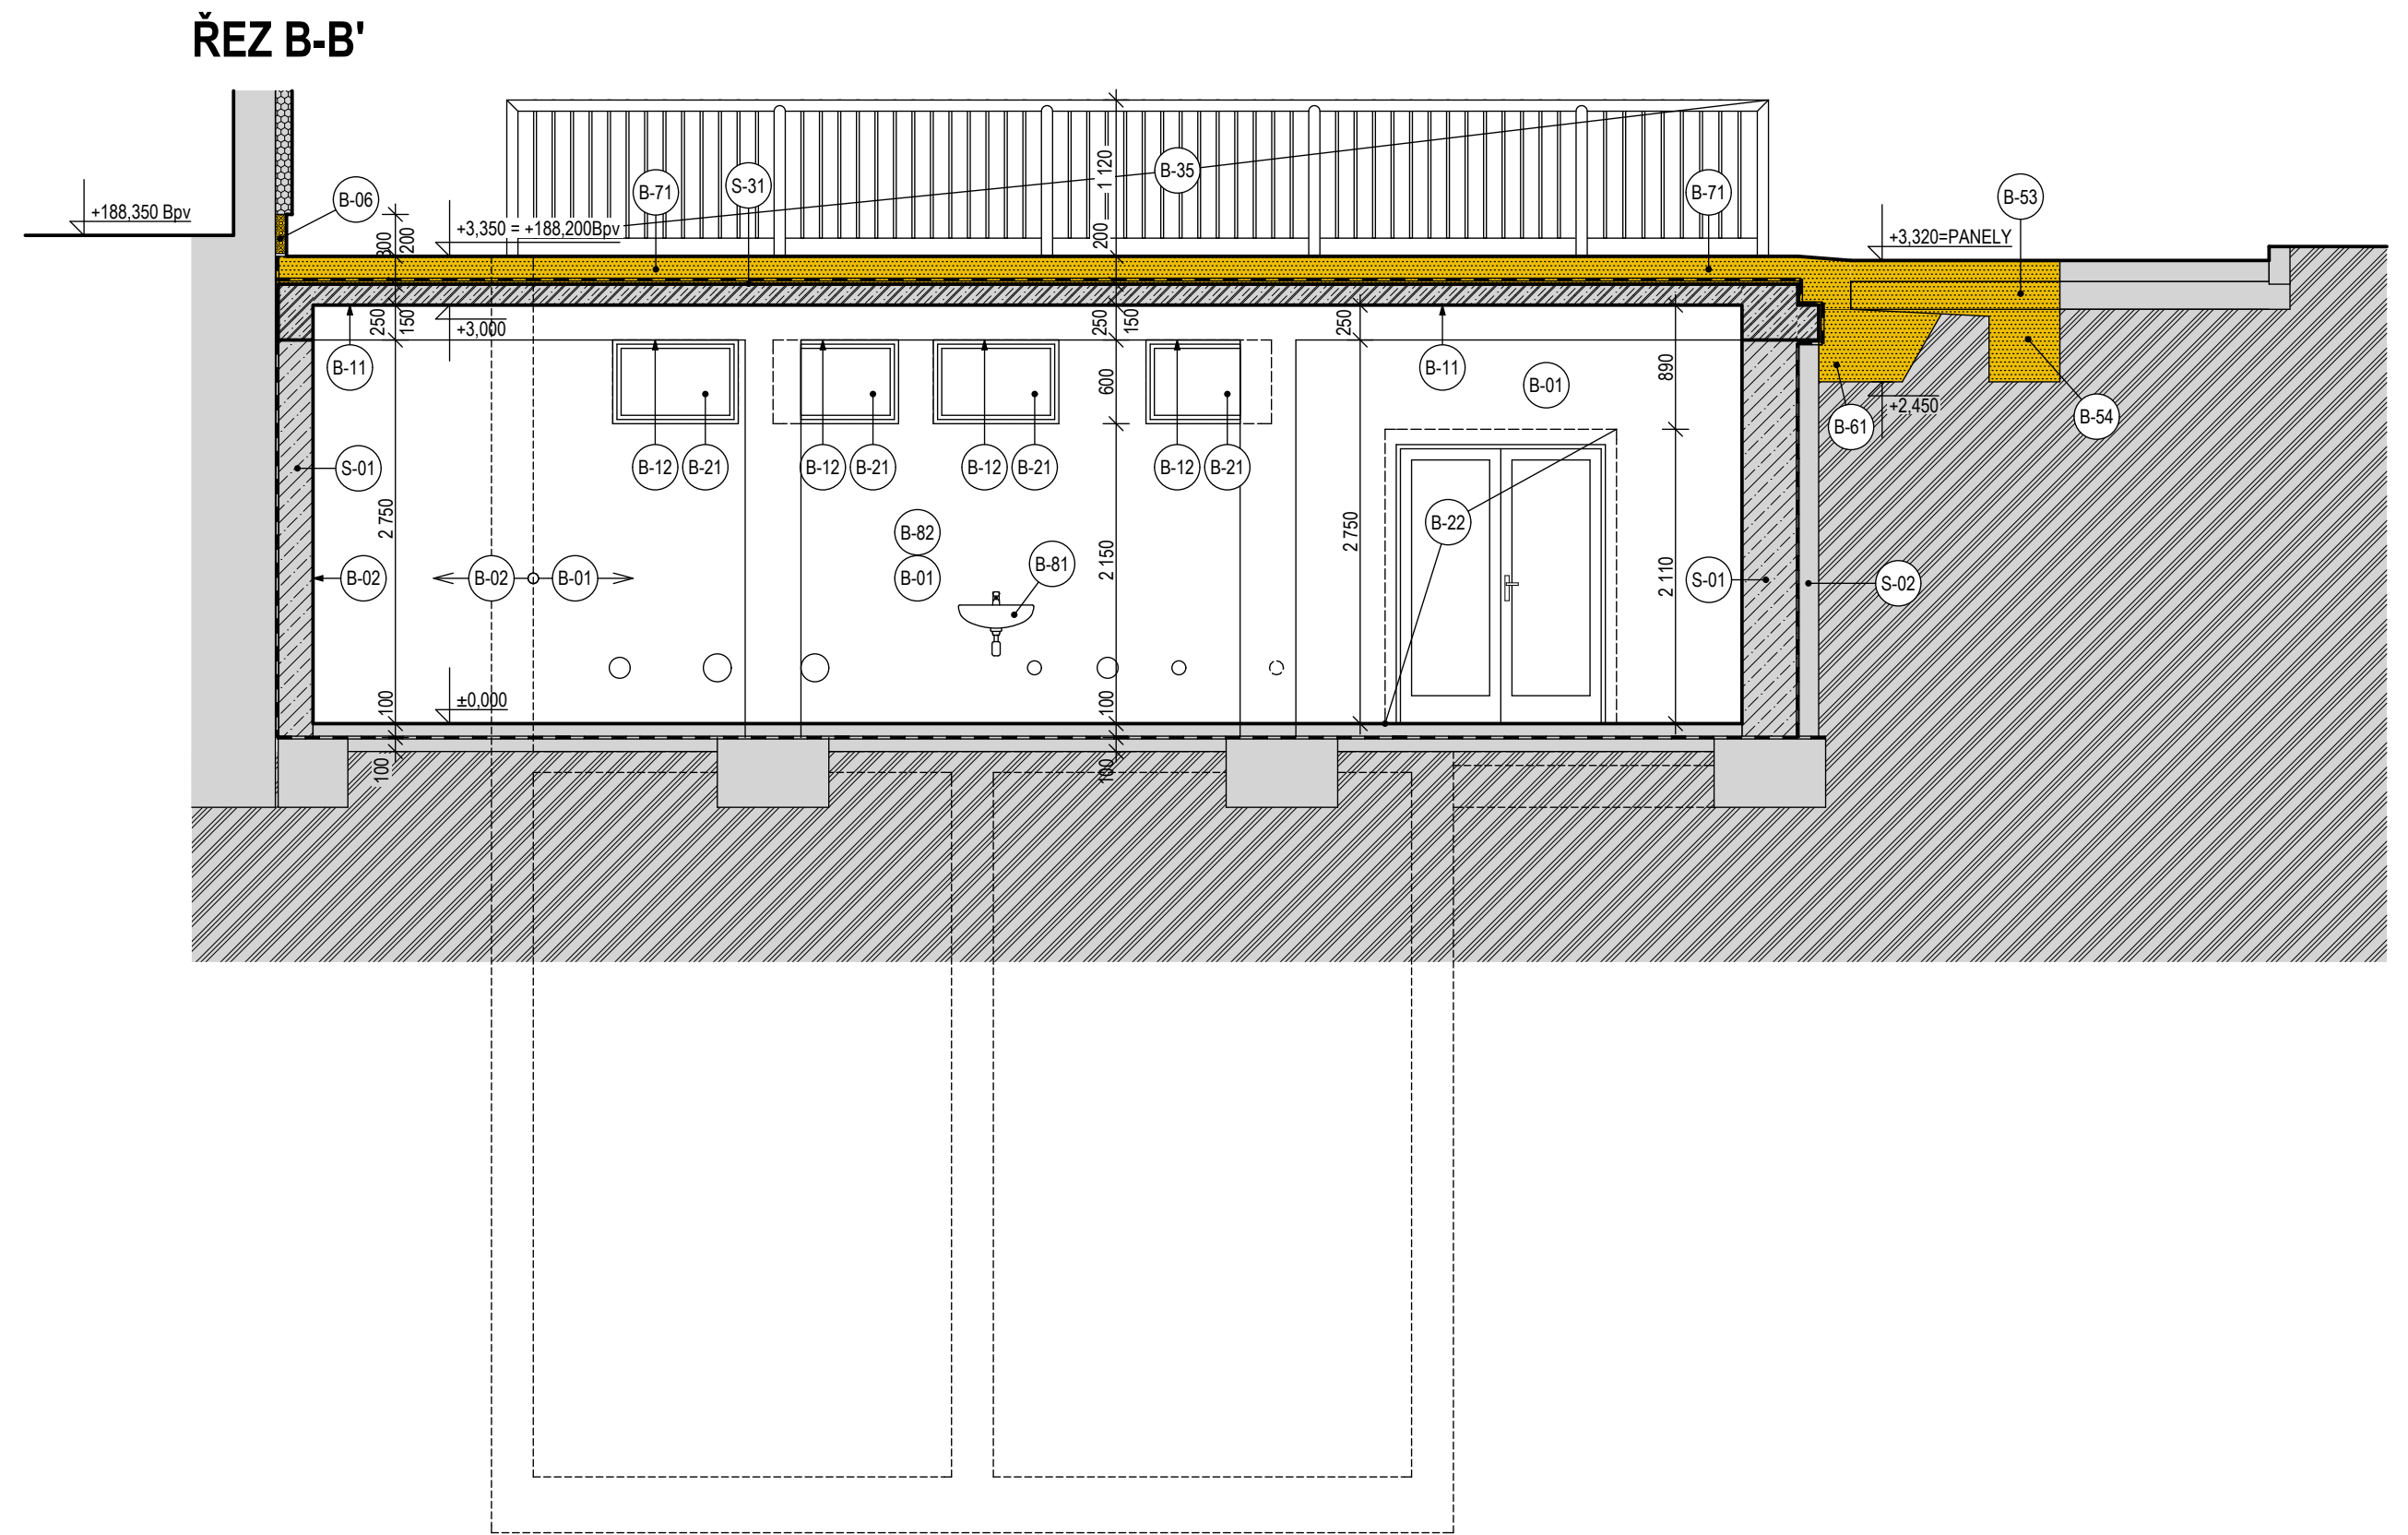 ŘEZ B-B'
+188,350 Bpv
B-06
300
200
+3,350 = +188,200Bpv
B-71
S-31
200
1 120
B-35
B-71
+3,320=PANELY
B-53
250
150
+3,000
250
150
250
B-11
B-11
B-01
890
600
+2,450
B-61
B-54
S-01
B-12
B-21
B-12
B-21
B-12
B-21
B-12
B-21
2 750
2 750
B-22
B-82
B-02
B-02
B-01
B-01
B-81
2 150
2 110
S-01
S-02
100
±0,000
100
100
100